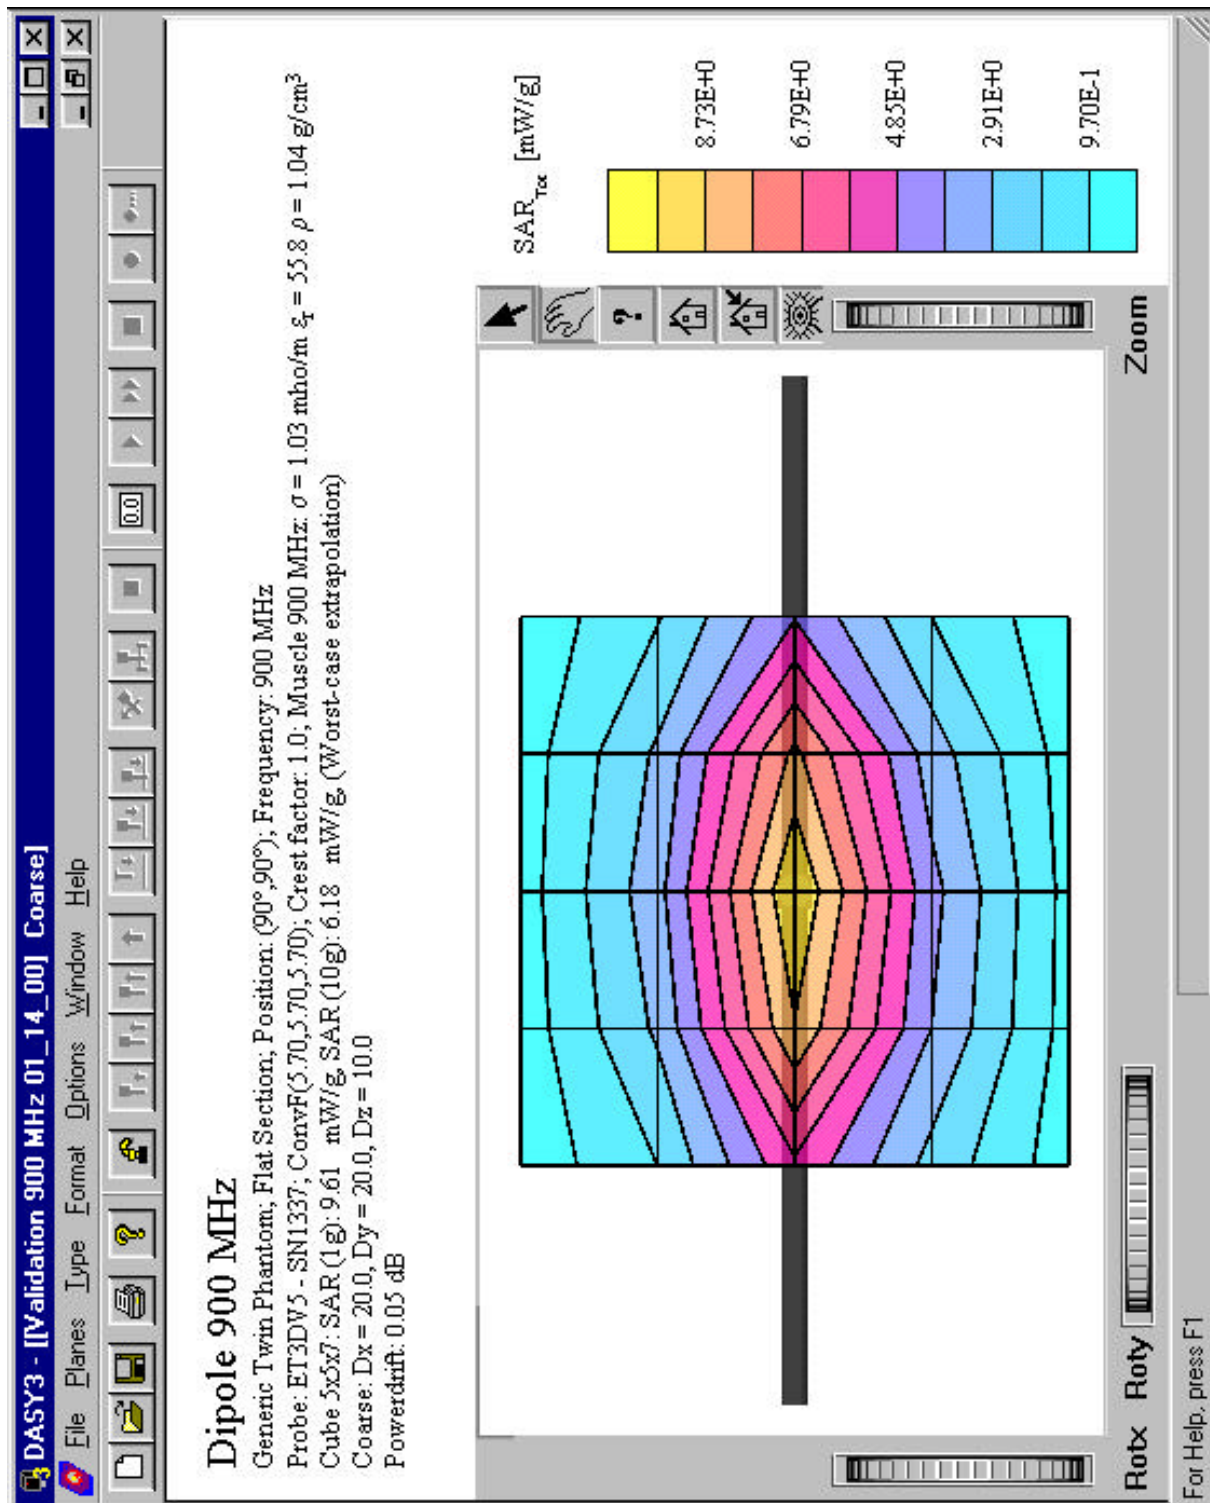 DASY3 - [[Validation 900 MHz 01_14_00] Coarse]
File Planes Type Format Options Window Help
0.0
Dipole 900 MHz
Generic Twin Phantom; Flat Section; Position: (90°,90°); Frequency: 900 MHz
Probe: ET3DV5 - SN1337; ConvF(5.70,5.70,5.70); Crest factor: 1.0; Muscle 900 MHz: σ = 1.03 mho/m εr = 55.8 ρ = 1.04 g/cm³
Cube 5x5x7: SAR (1g): 9.61 mW/g, SAR (10g): 6.18 mW/g, (Worst-case extrapolation)
Coarse: Dx = 20.0, Dy = 20.0, Dz = 10.0
Powerdrift: 0.05 dB
SARTot [mW/g]
8.73E+0
6.79E+0
4.85E+0
2.91E+0
9.70E-1
Rotx Roty Zoom
For Help, press F1